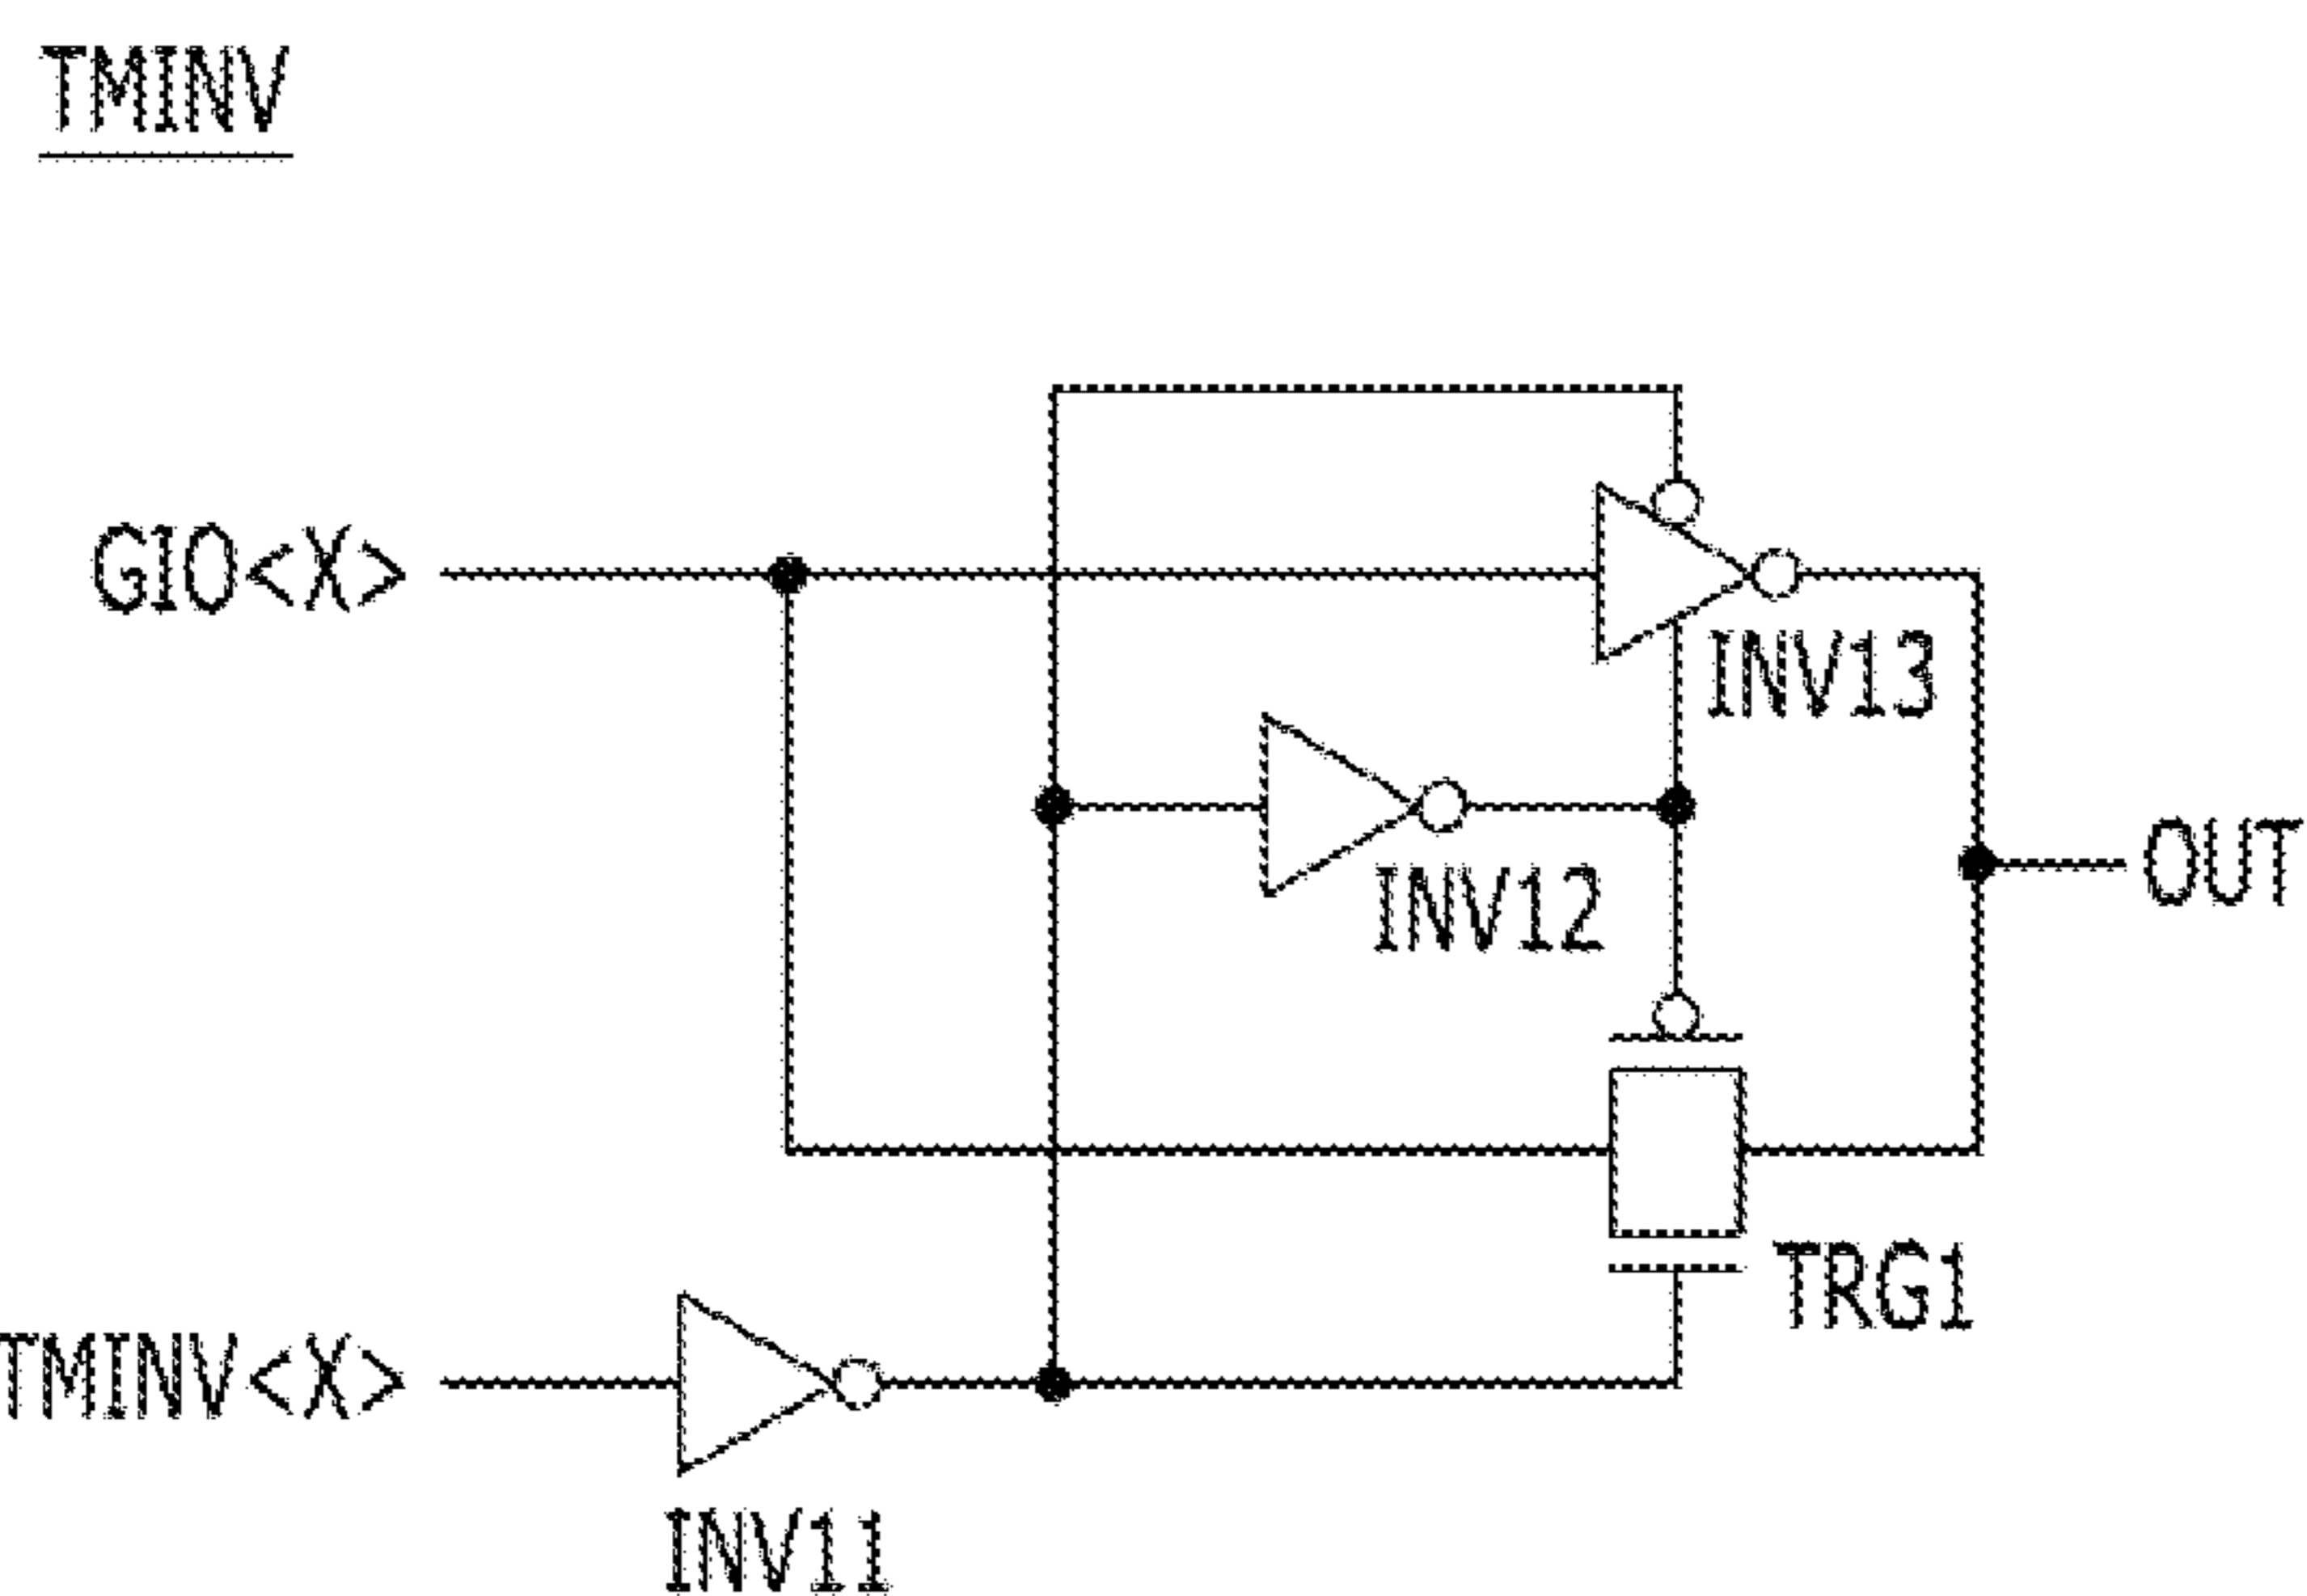 TMINV
GIO<X>
INV13
OUT
INV12
TRG1
TMINV<X>
INV11